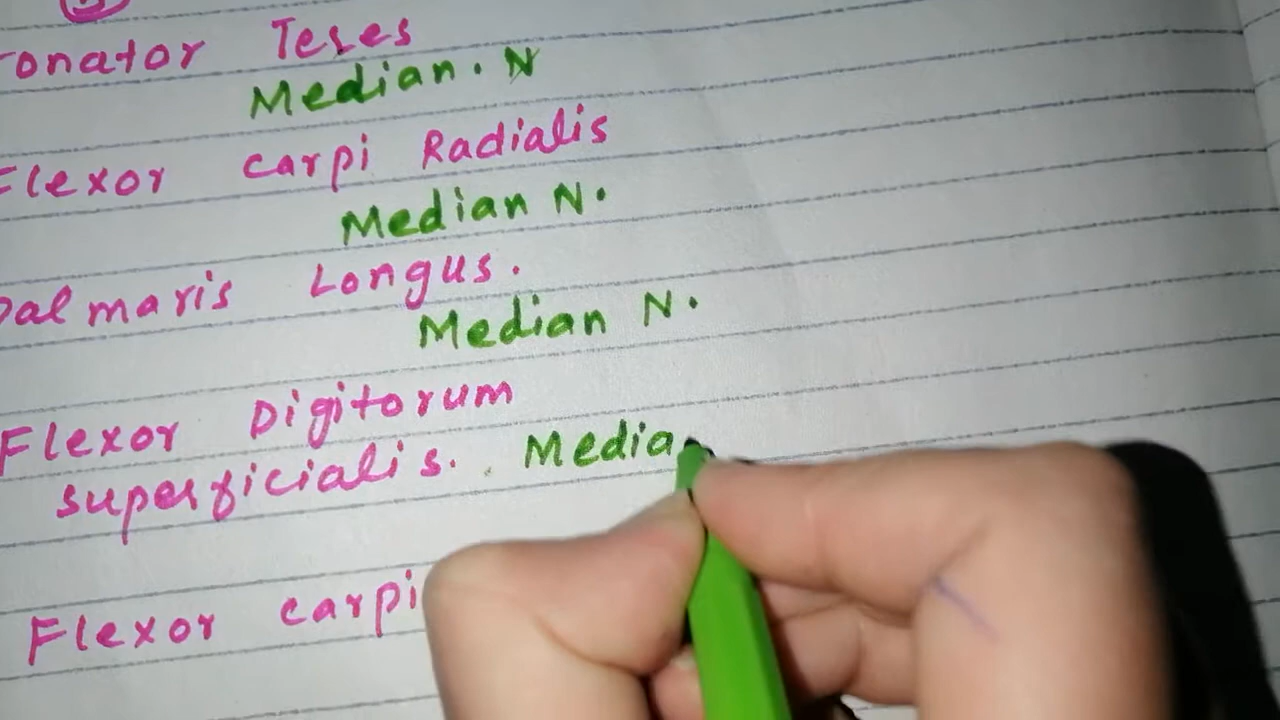 ronator Teres
Median. N
Flexor carpi Radialis
Median N.
Palmaris Longus.
Median N.
Flexor Digitorum
superficialis. Media
Flexor carpi